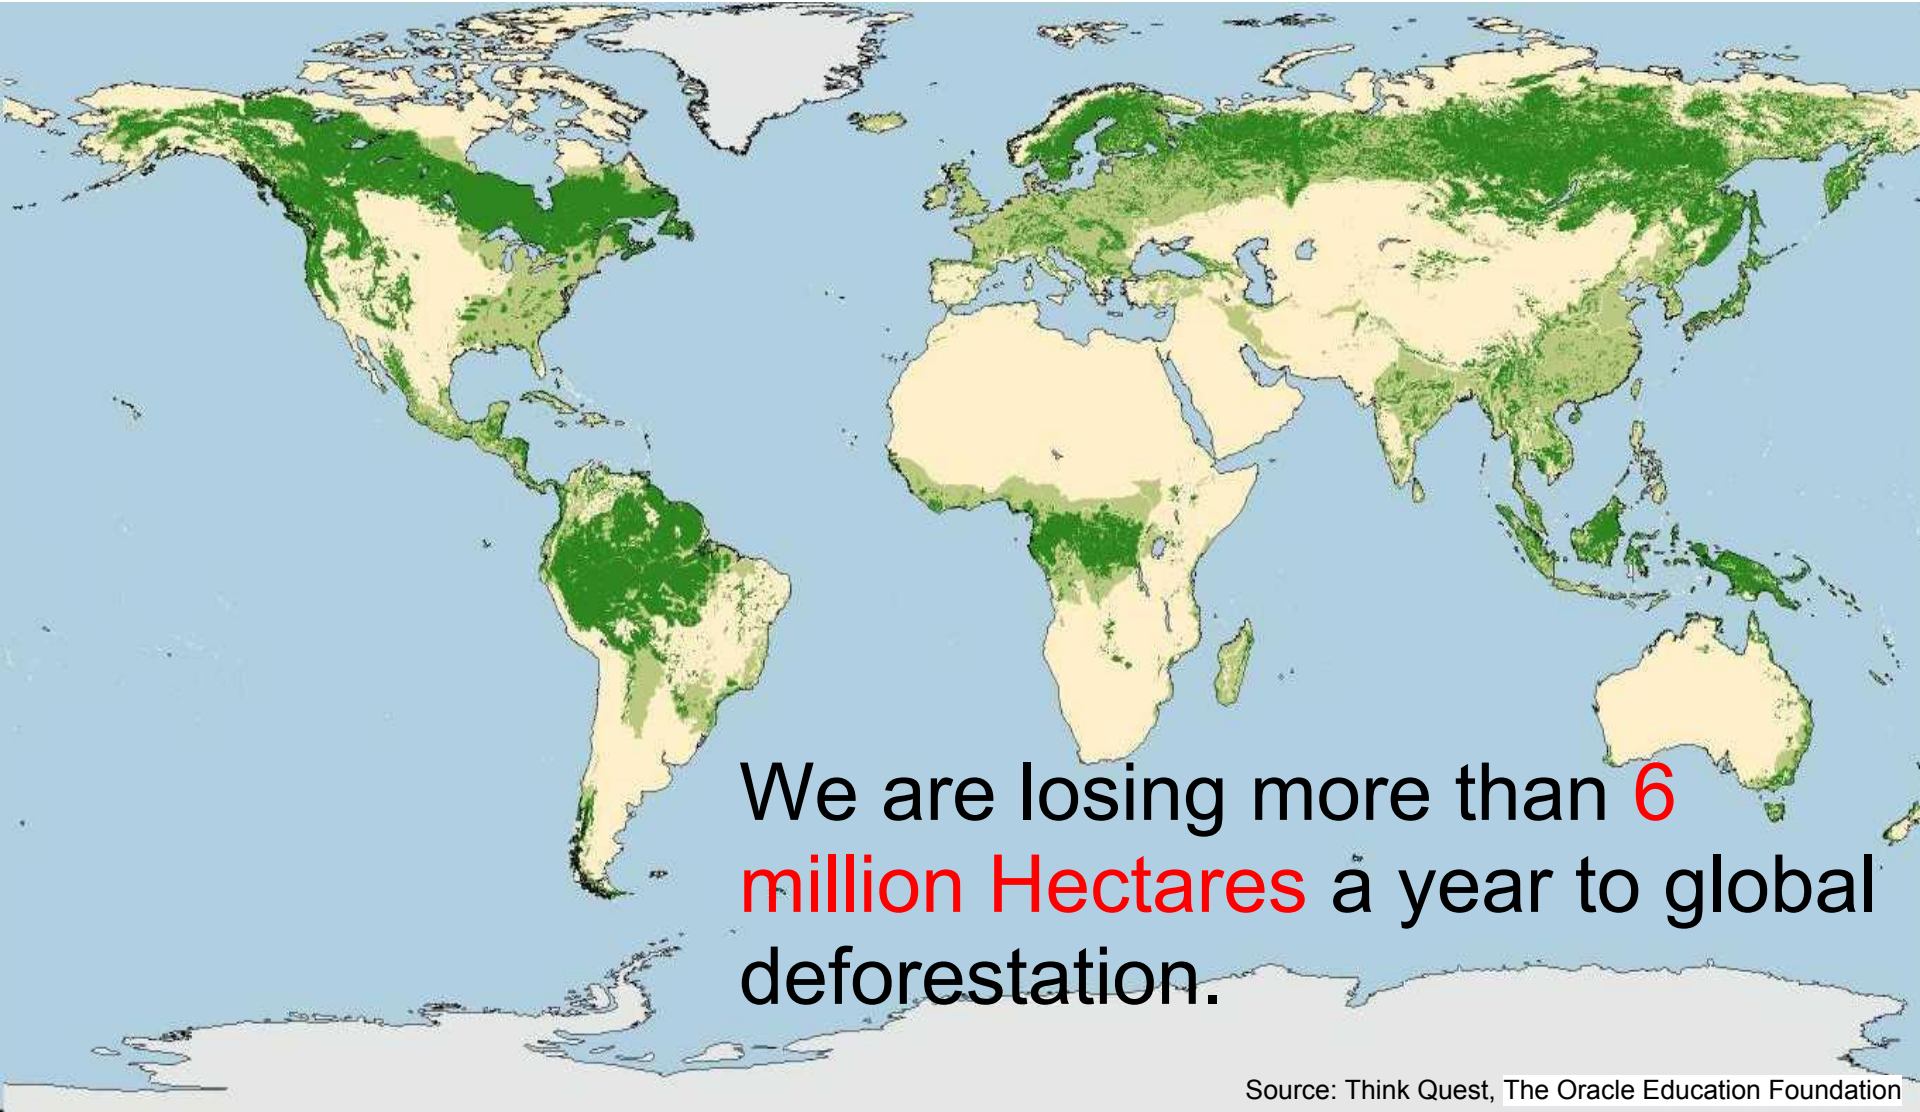 We are losing more than 6
million Hectares a year to global
deforestation.
Source: Think Quest, The Oracle Education Foundation